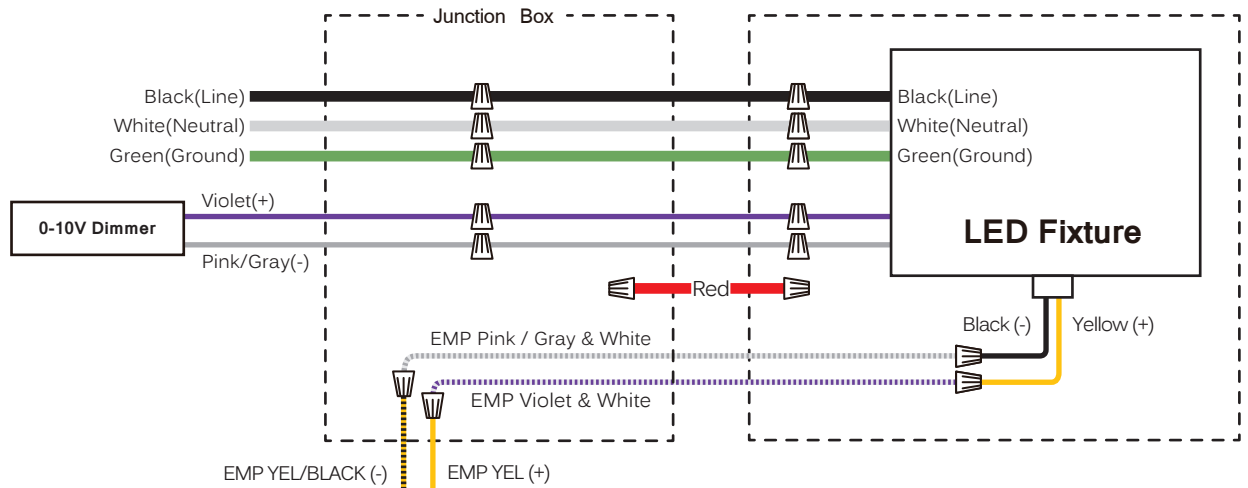 Junction Box
Black(Line)
Black(Line)
White(Neutral)
White(Neutral)
Green(Ground)
Green(Ground)
Violet(+)
0-10V Dimmer
LED Fixture
Pink/Gray(-)
Red
Black (-)
Yellow (+)
EMP Pink / Gray & White
EMP Violet & White
EMP YEL/BLACK (-)
EMP YEL (+)